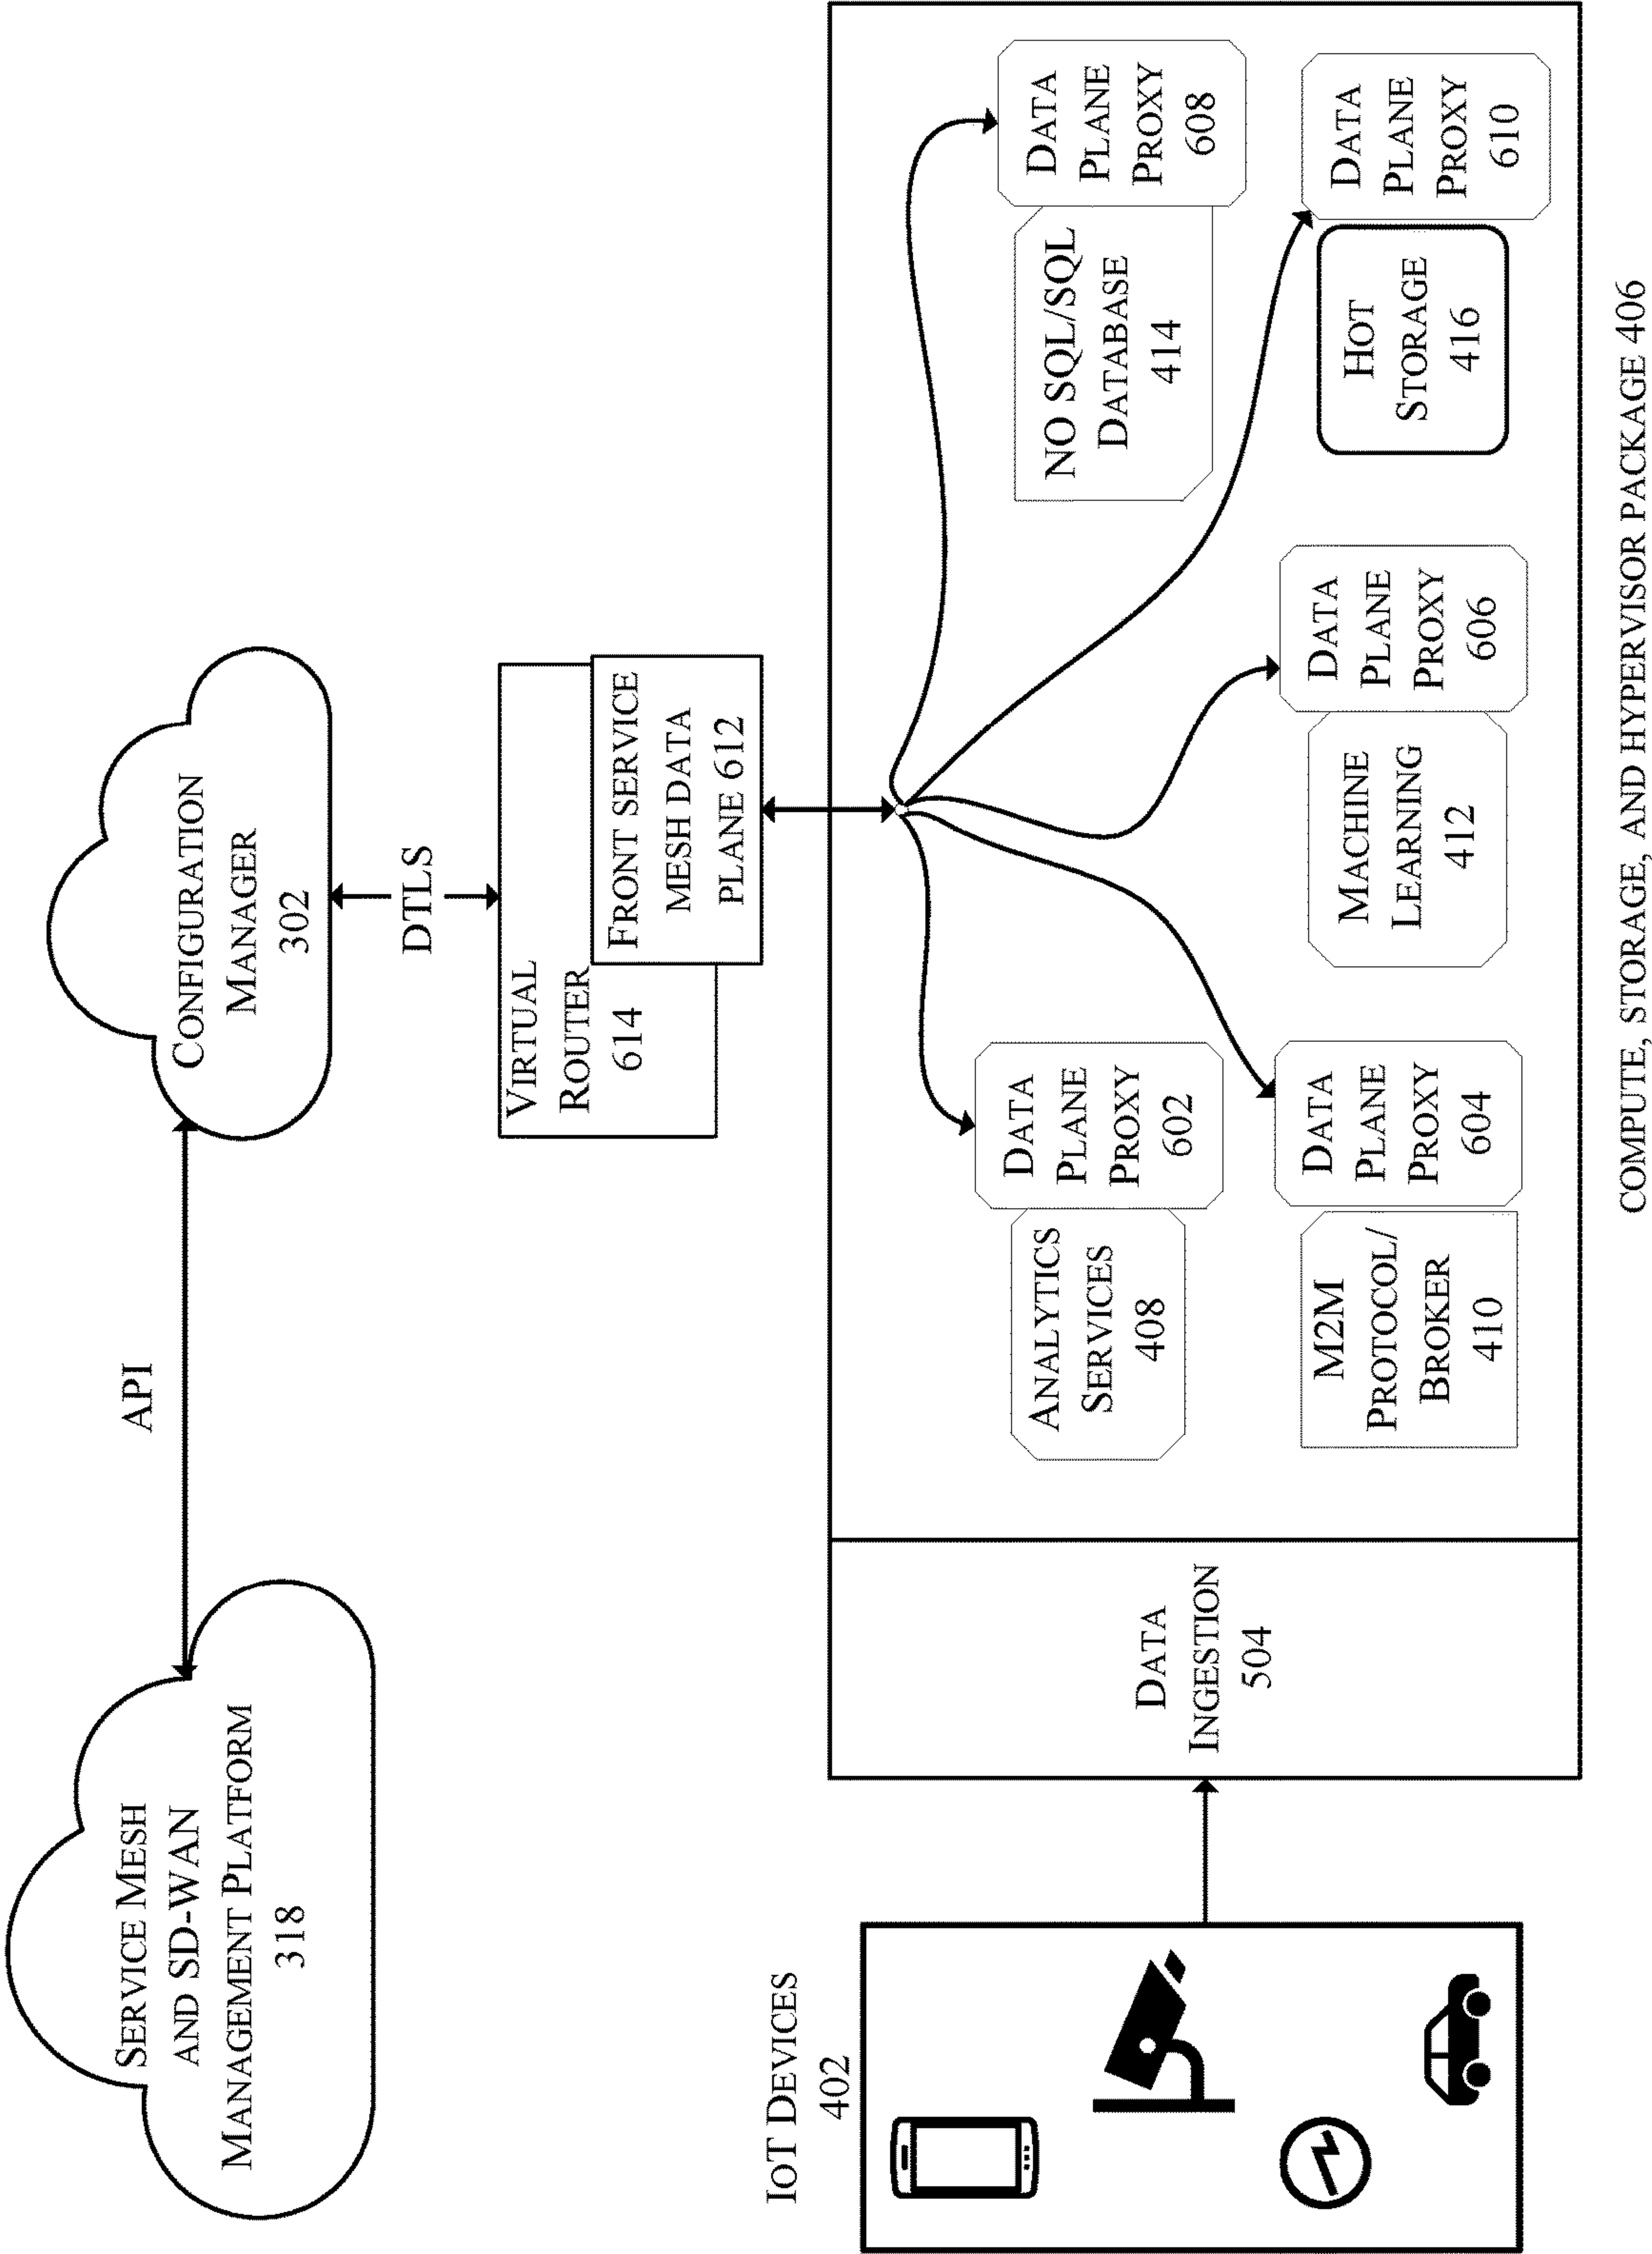 SERVICE MESH
AND SD-WAN
MANAGEMENT PLATFORM
318
API
CONFIGURATION
MANAGER
302
DTLS
VIRTUAL
ROUTER
614
FRONT SERVICE
MESH DATA
PLANE 612
IOT DEVICES
402
DATA
INGESTION
504
ANALYTICS
SERVICES
408
DATA
PLANE
PROXY
602
M2M
PROTOCOL/
BROKER
410
DATA
PLANE
PROXY
604
MACHINE
LEARNING
412
DATA
PLANE
PROXY
606
NO SQL/SQL
DATABASE
414
DATA
PLANE
PROXY
608
HOT
STORAGE
416
DATA
PLANE
PROXY
610
COMPUTE, STORAGE, AND HYPERVISOR PACKAGE 406